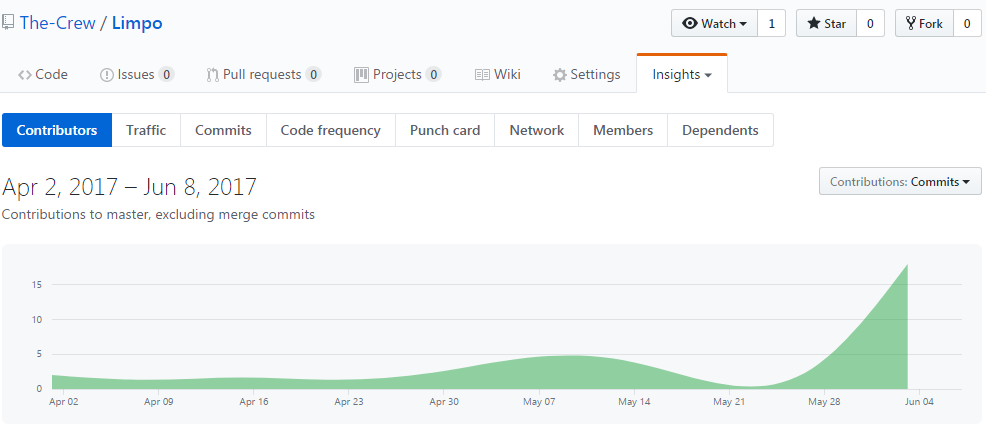 The-Crew / Limpo
Watch 1 Star 0 Fork 0
Code Issues 0 Pull requests 0 Projects 0 Wiki Settings Insights
Contributors Traffic Commits Code frequency Punch card Network Members Dependents
Apr 2, 2017 – Jun 8, 2017
Contributions: Commits
Contributions to master, excluding merge commits
15
10
5
0
Apr 02 Apr 09 Apr 16 Apr 23 Apr 30 May 07 May 14 May 21 May 28 Jun 04